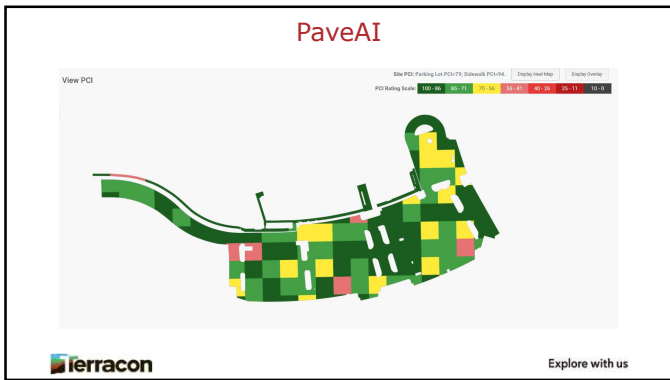 PaveAI
View PCI
Site PCI: Parking Lot PCI=79; Sidewalk PCI=94.
Display Heat Map
Display Overlay
PCI Rating Scale:
100 - 86
85 - 71
70 - 56
55 - 41
40 - 26
25 - 11
10 - 0
Terracon
Explore with us